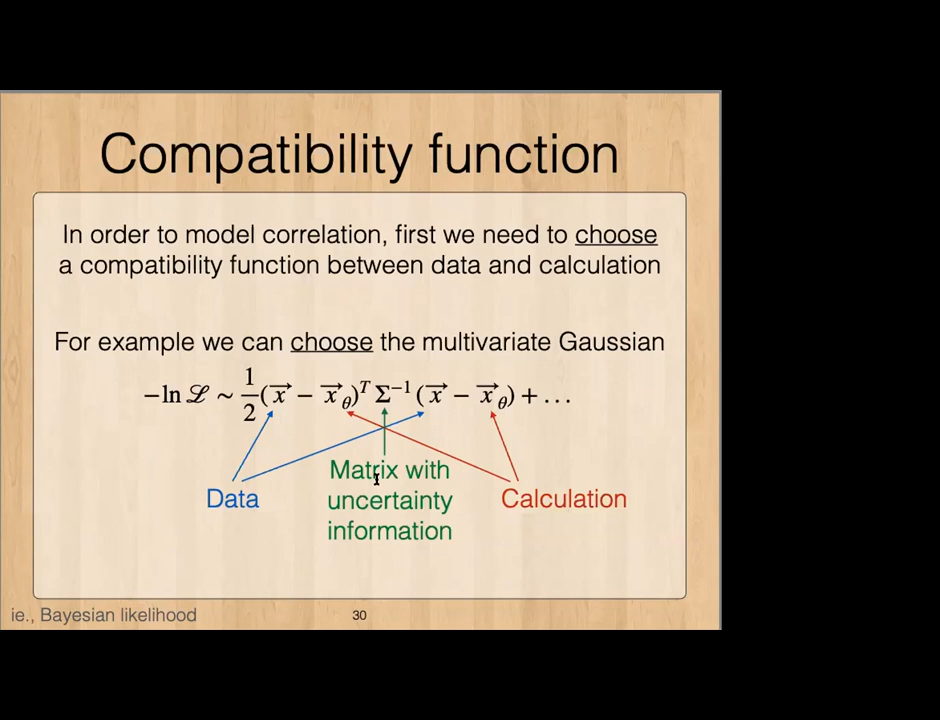 Compatibility function
In order to model correlation, first we need to choose
a compatibility function between data and calculation
For example we can choose the multivariate Gaussian
−ln ℒ ∼ 1/2 (x⃗ − x⃗_θ)^T Σ^−1 (x⃗ − x⃗_θ) + …
Matrix with
uncertainty
information
Data
Calculation
ie., Bayesian likelihood
30